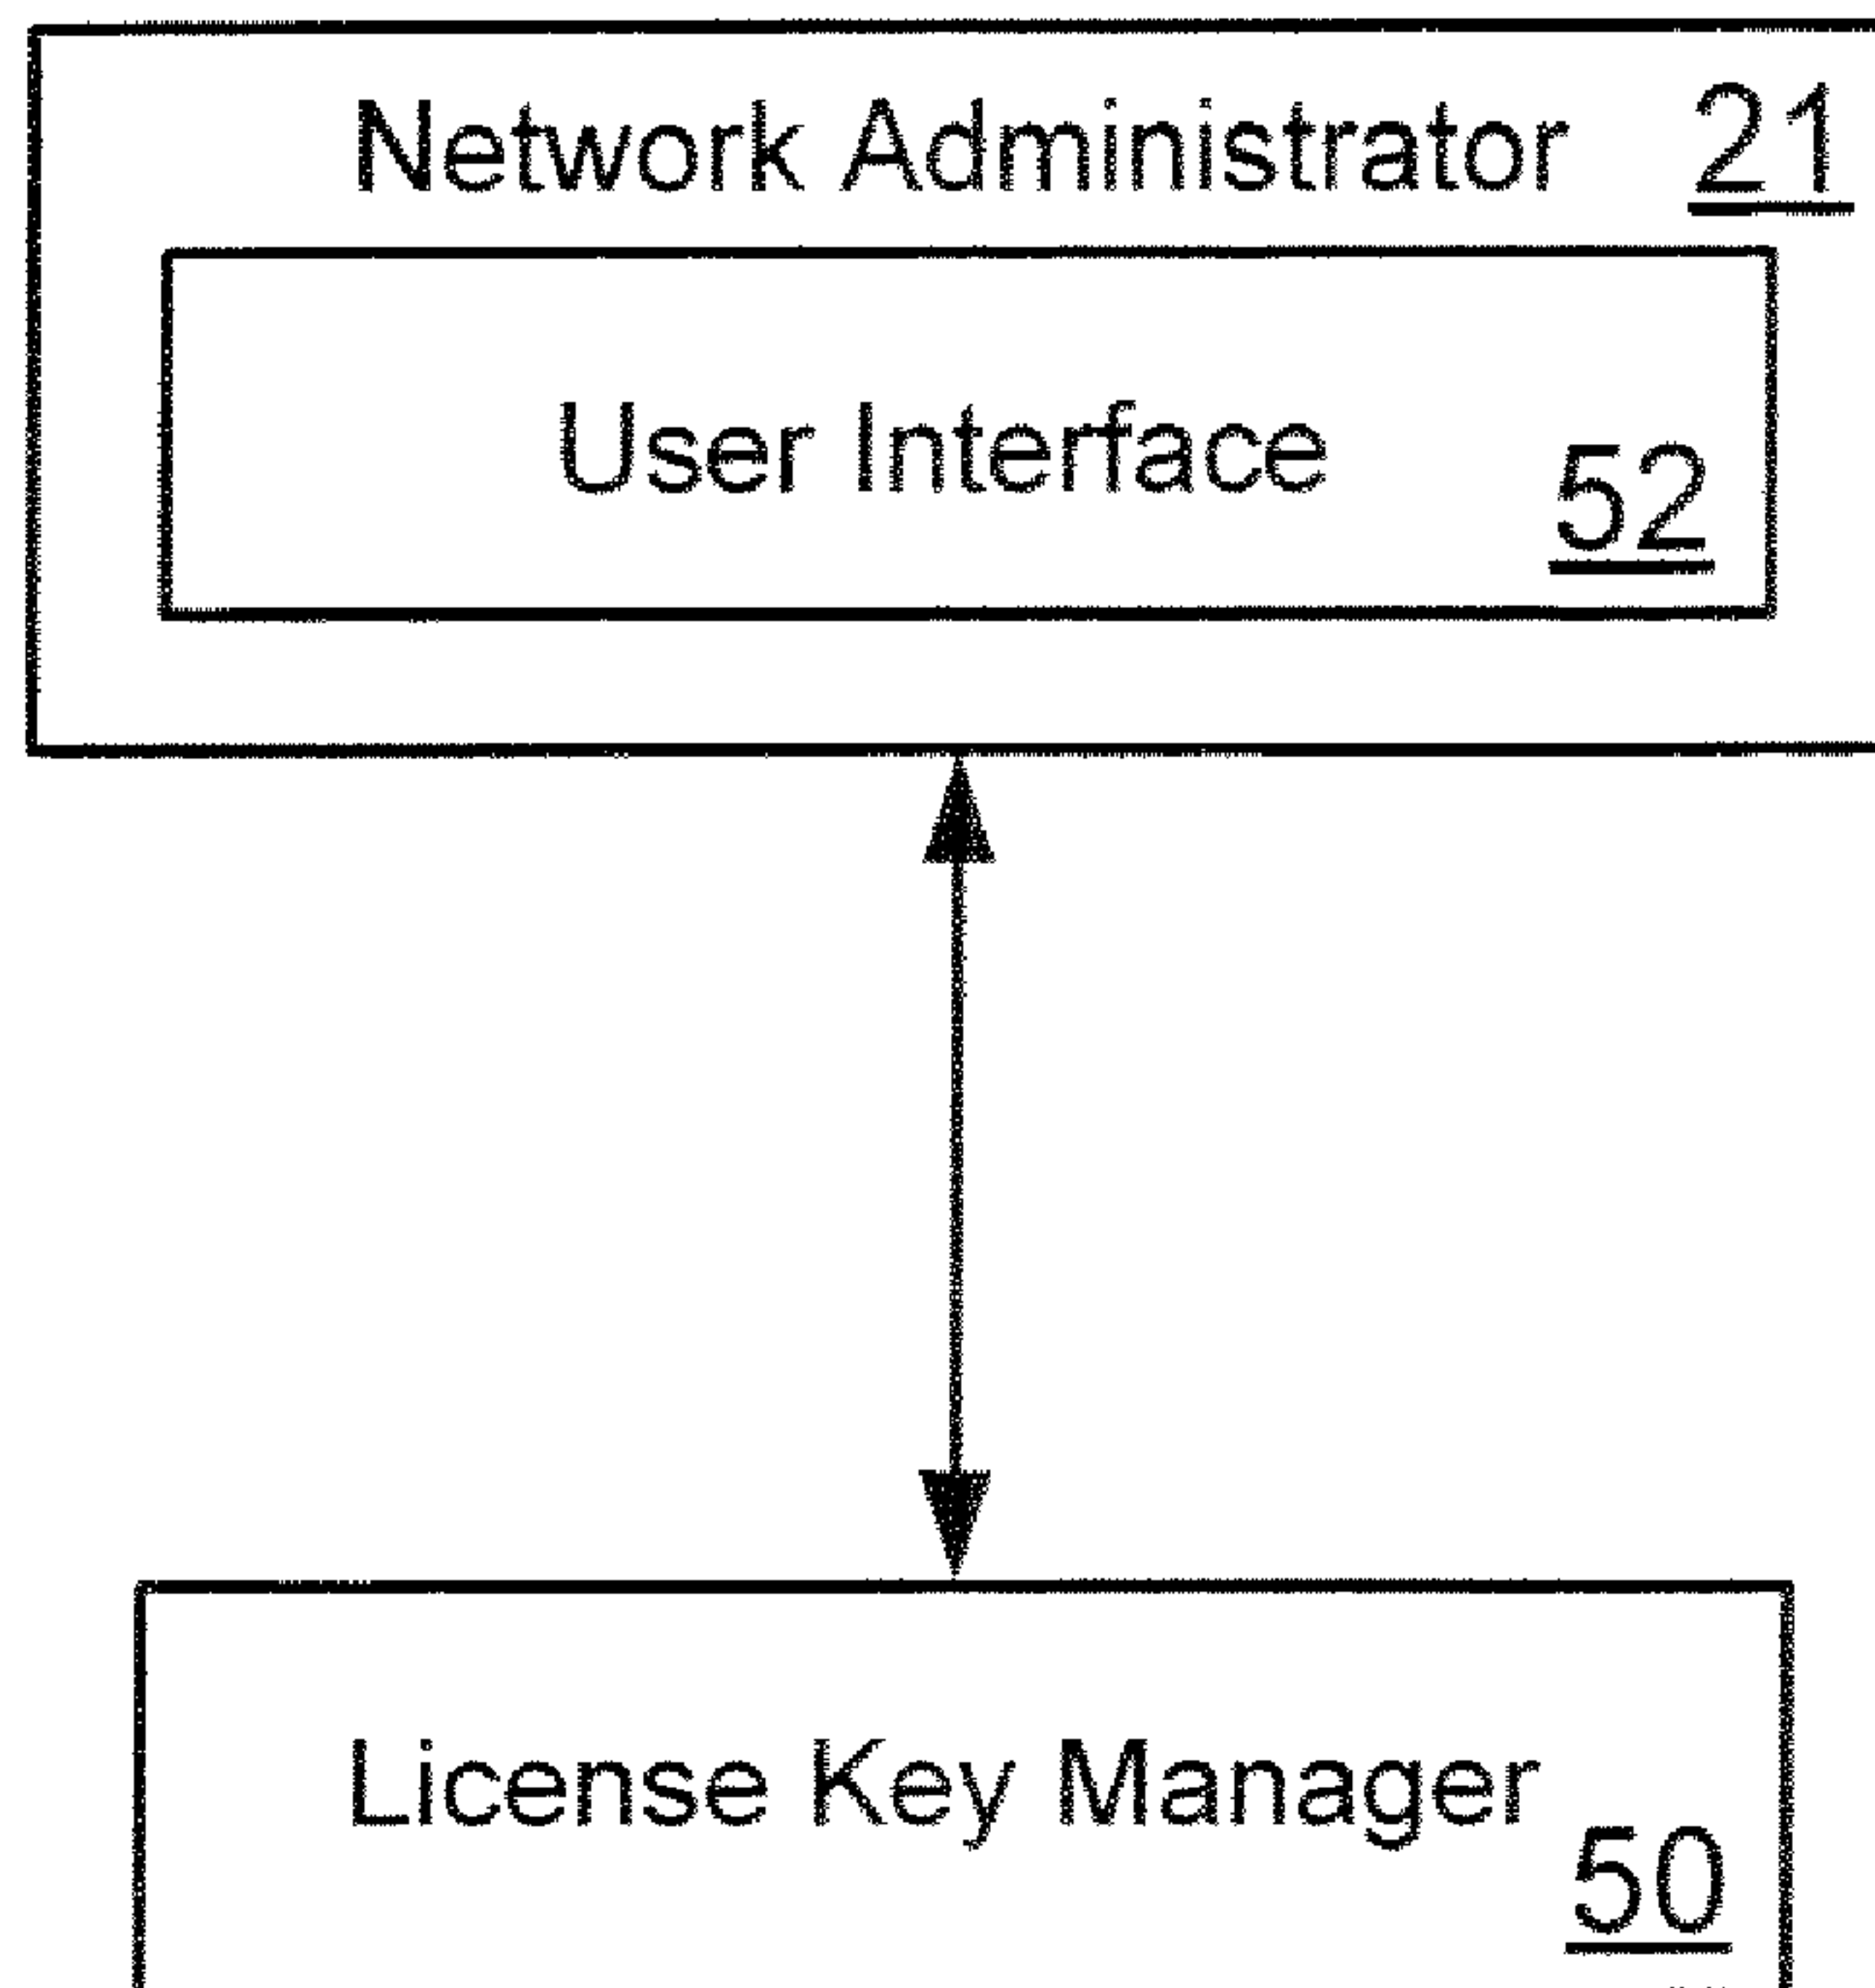 Network Administrator 21
User Interface
52
License Key Manager
50